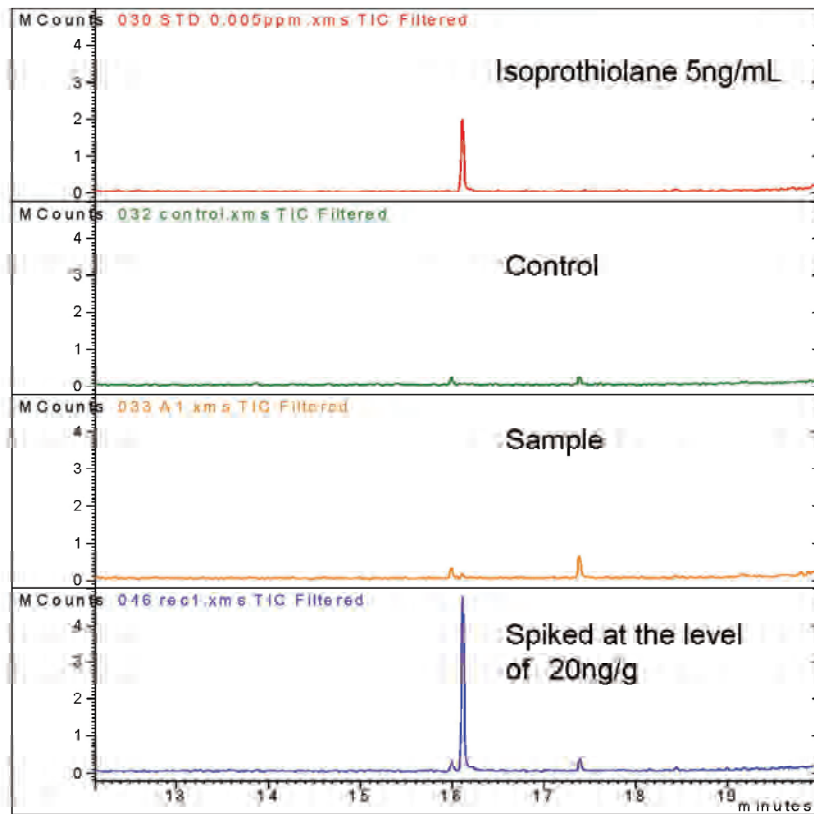 MCounts 030 STD 0.005ppm.xms TIC Filtered
4
Isoprothiolane 5ng/mL
3
2
1
0
MCounts 032 control.xms TIC Filtered
4
Control
3
2
1
0
MCounts 033 A1.xms TIC Filtered
4
Sample
3
2
1
0
MCounts 046 rec1.xms TIC Filtered
4
Spiked at the level
of 20ng/g
3
2
1
0
13 14 15 16 17 18 19
minutes